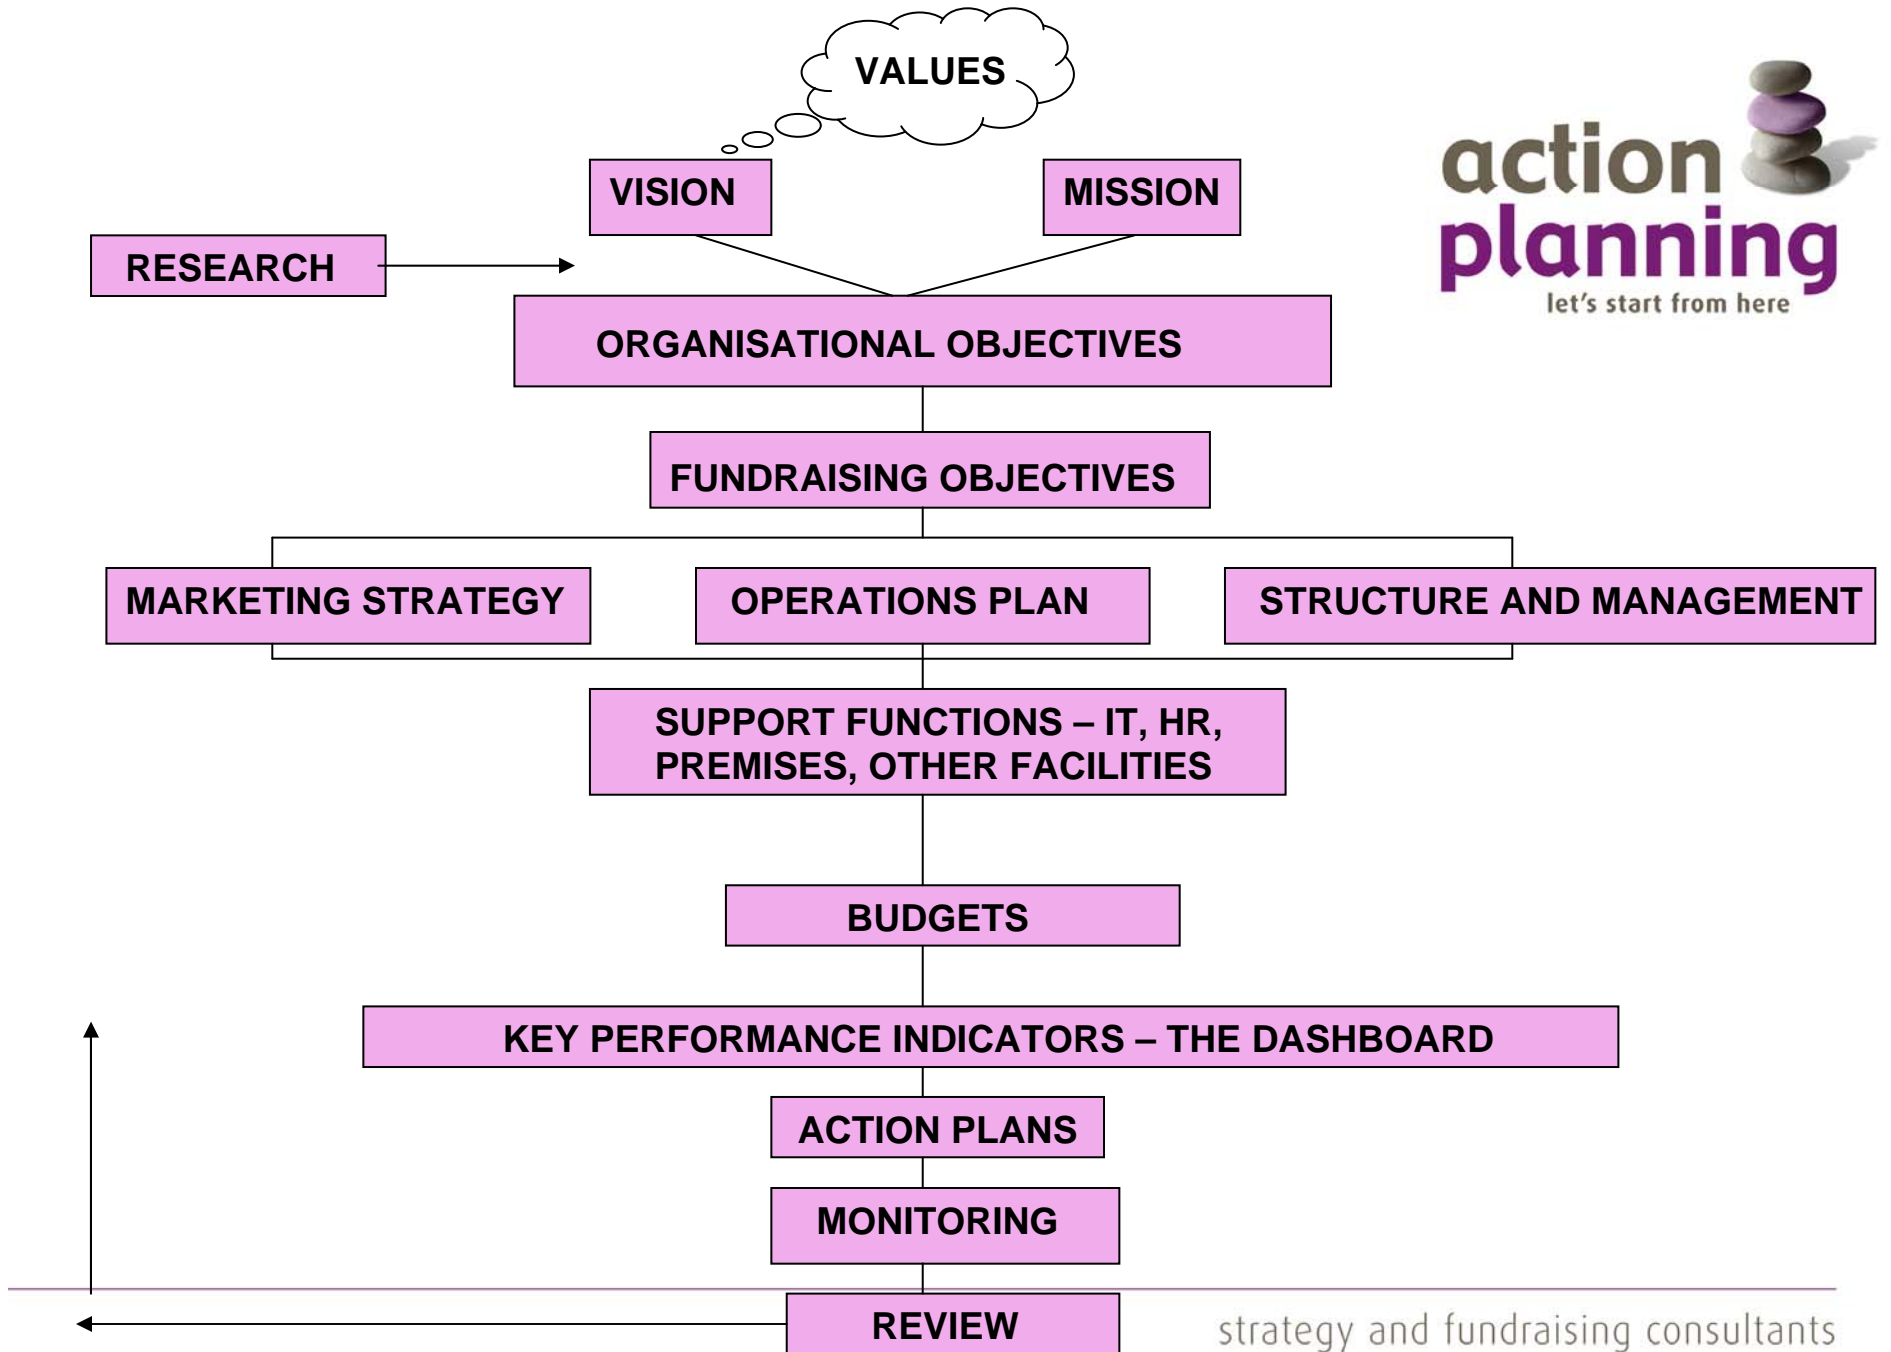 VALUES
VISION
MISSION
action
planning
let's start from here
RESEARCH
ORGANISATIONAL OBJECTIVES
FUNDRAISING OBJECTIVES
MARKETING STRATEGY
OPERATIONS PLAN
STRUCTURE AND MANAGEMENT
SUPPORT FUNCTIONS – IT, HR,
PREMISES, OTHER FACILITIES
BUDGETS
KEY PERFORMANCE INDICATORS – THE DASHBOARD
ACTION PLANS
MONITORING
REVIEW
strategy and fundraising consultants